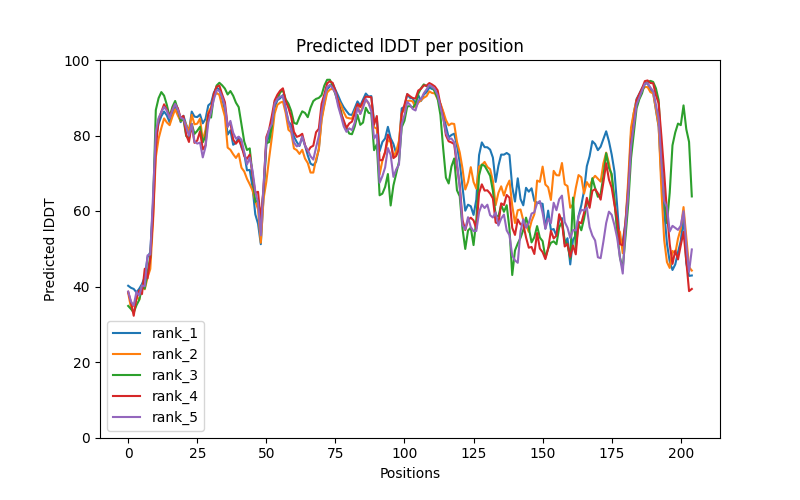 Predicted lDDT per position
Predicted lDDT
100
80
60
40
20
0
rank_1
rank_2
rank_3
rank_4
rank_5
0 25 50 75 100 125 150 175 200
Positions